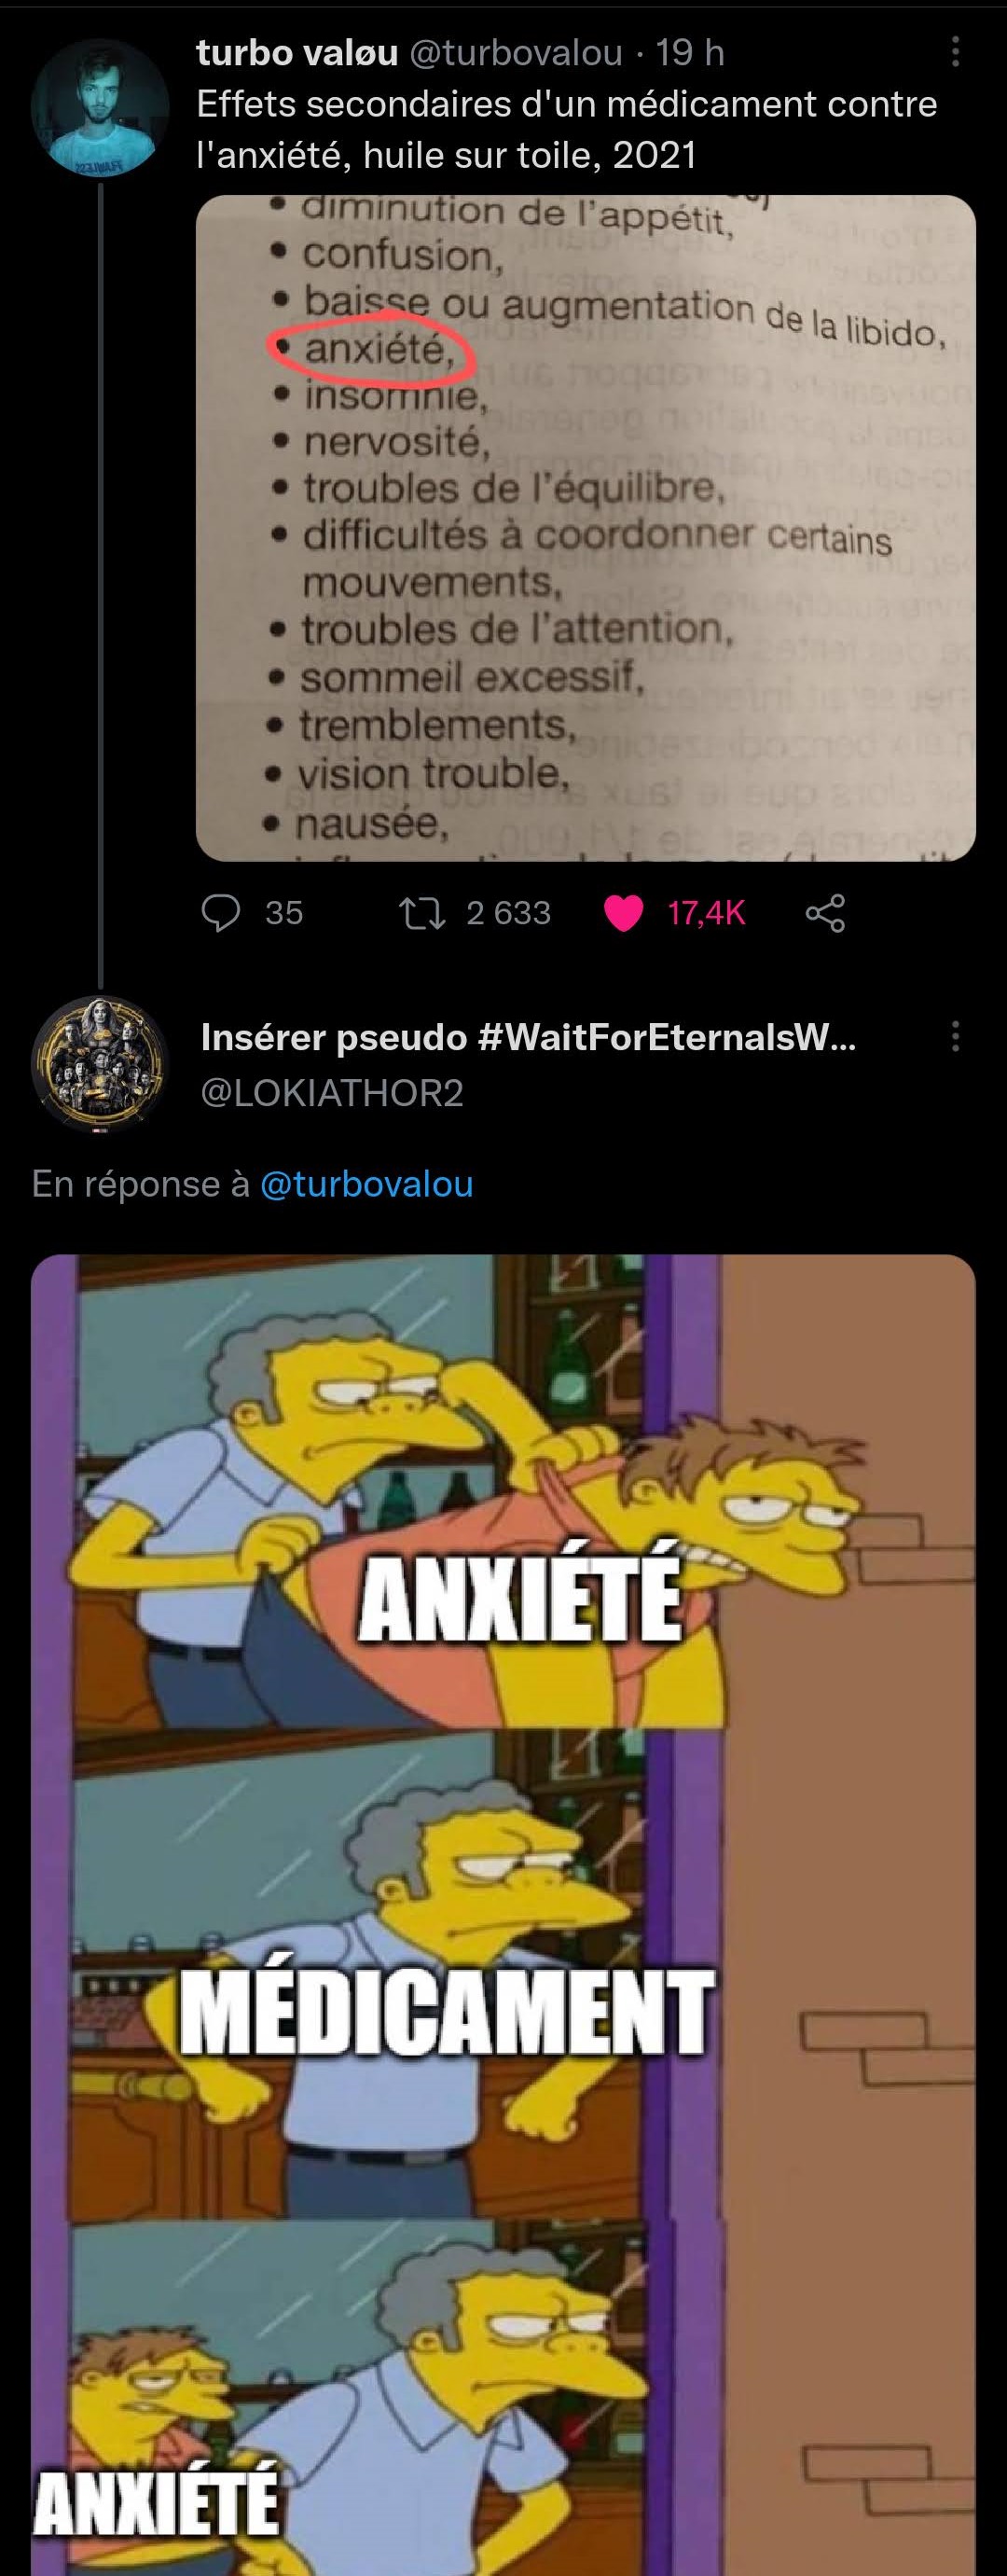 turbo valøu @turbovalou · 19 h
Effets secondaires d'un médicament contre
l'anxiété, huile sur toile, 2021
• diminution de l'appétit,
• confusion,
• baisse ou augmentation de la libido,
• anxiété,
• insomnie,
• nervosité,
• troubles de l'équilibre,
• difficultés à coordonner certains
mouvements,
• troubles de l'attention,
• sommeil excessif,
• tremblements,
• vision trouble,
• nausée,
35 2 633 17,4K
Insérer pseudo #WaitForEternalsW...
@LOKIATHOR2
En réponse à @turbovalou
ANXIÉTÉ
MÉDICAMENT
ANXIÉTÉ